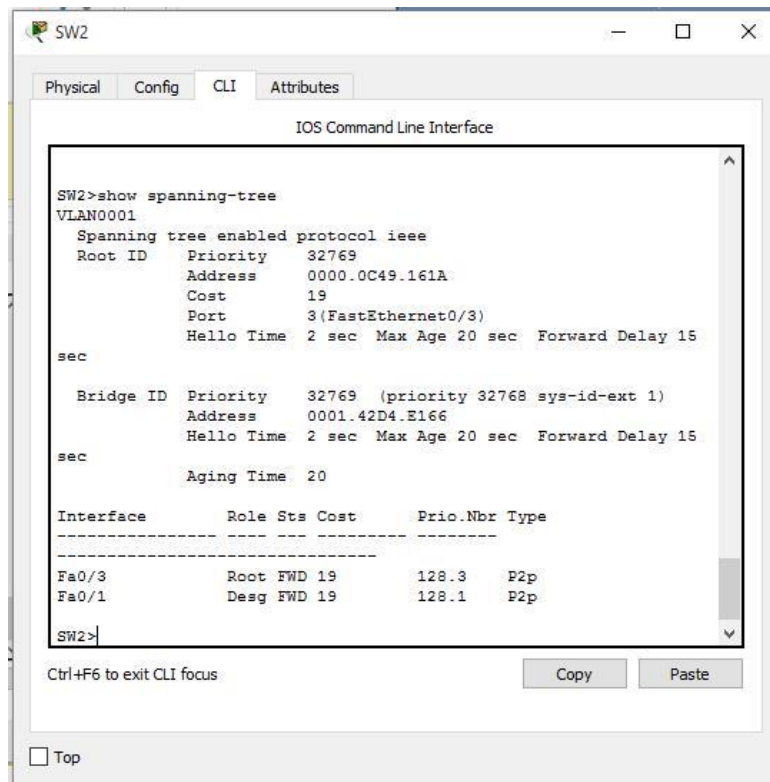 SW2
Physical Config CLI Attributes
IOS Command Line Interface
SW2>show spanning-tree
VLAN0001
  Spanning tree enabled protocol ieee
  Root ID    Priority    32769
             Address     0000.0C49.161A
             Cost        19
             Port        3(FastEthernet0/3)
             Hello Time  2 sec  Max Age 20 sec  Forward Delay 15
sec
  Bridge ID  Priority    32769  (priority 32768 sys-id-ext 1)
             Address     0001.42D4.E166
             Hello Time  2 sec  Max Age 20 sec  Forward Delay 15
sec
             Aging Time  20
Interface        Role Sts Cost      Prio.Nbr Type
---------------- ---- --- --------- --------
--------------------------------
Fa0/3            Root FWD 19        128.3    P2p
Fa0/1            Desg FWD 19        128.1    P2p
SW2>
Ctrl+F6 to exit CLI focus
Copy Paste
Top